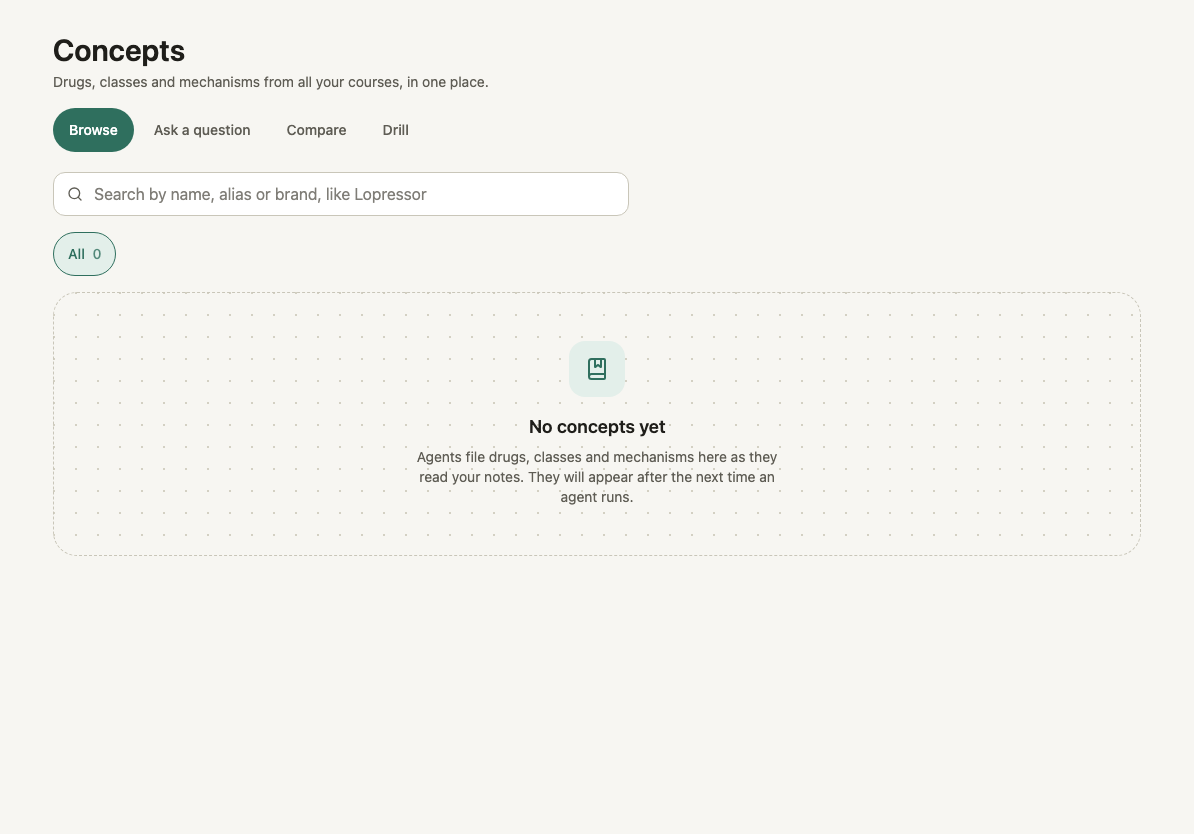 Concepts
Drugs, classes and mechanisms from all your courses, in one place.
Browse
Ask a question
Compare
Drill
Search by name, alias or brand, like Lopressor
All 0
No concepts yet
Agents file drugs, classes and mechanisms here as they
read your notes. They will appear after the next time an
agent runs.